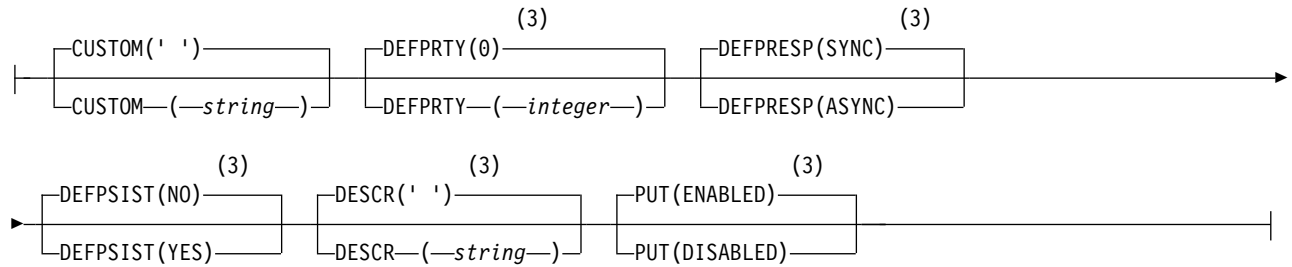 (3) (3)
CUSTOM(' ') DEFPRTY(0) DEFPRESP(SYNC)
CUSTOM ( string ) DEFPRTY ( integer ) DEFPRESP(ASYNC)
(3) (3) (3)
DEFPSIST(NO) DESCR(' ') PUT(ENABLED)
DEFPSIST(YES) DESCR ( string ) PUT(DISABLED)